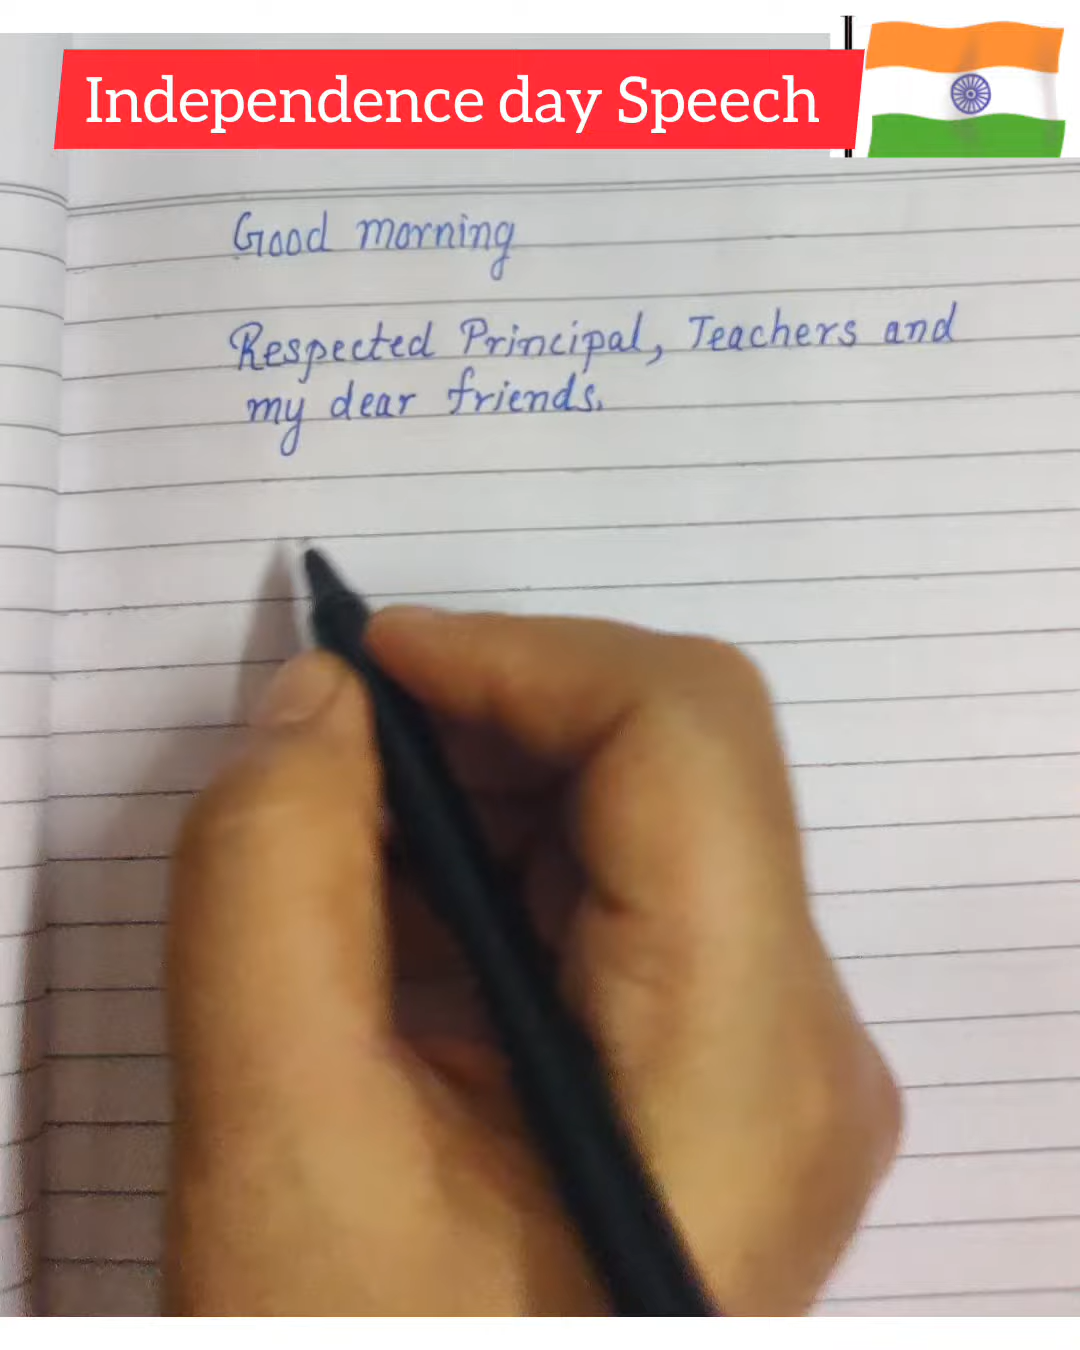 Independence day Speech
Good morning
Respected Principal, Teachers and
my dear friends.